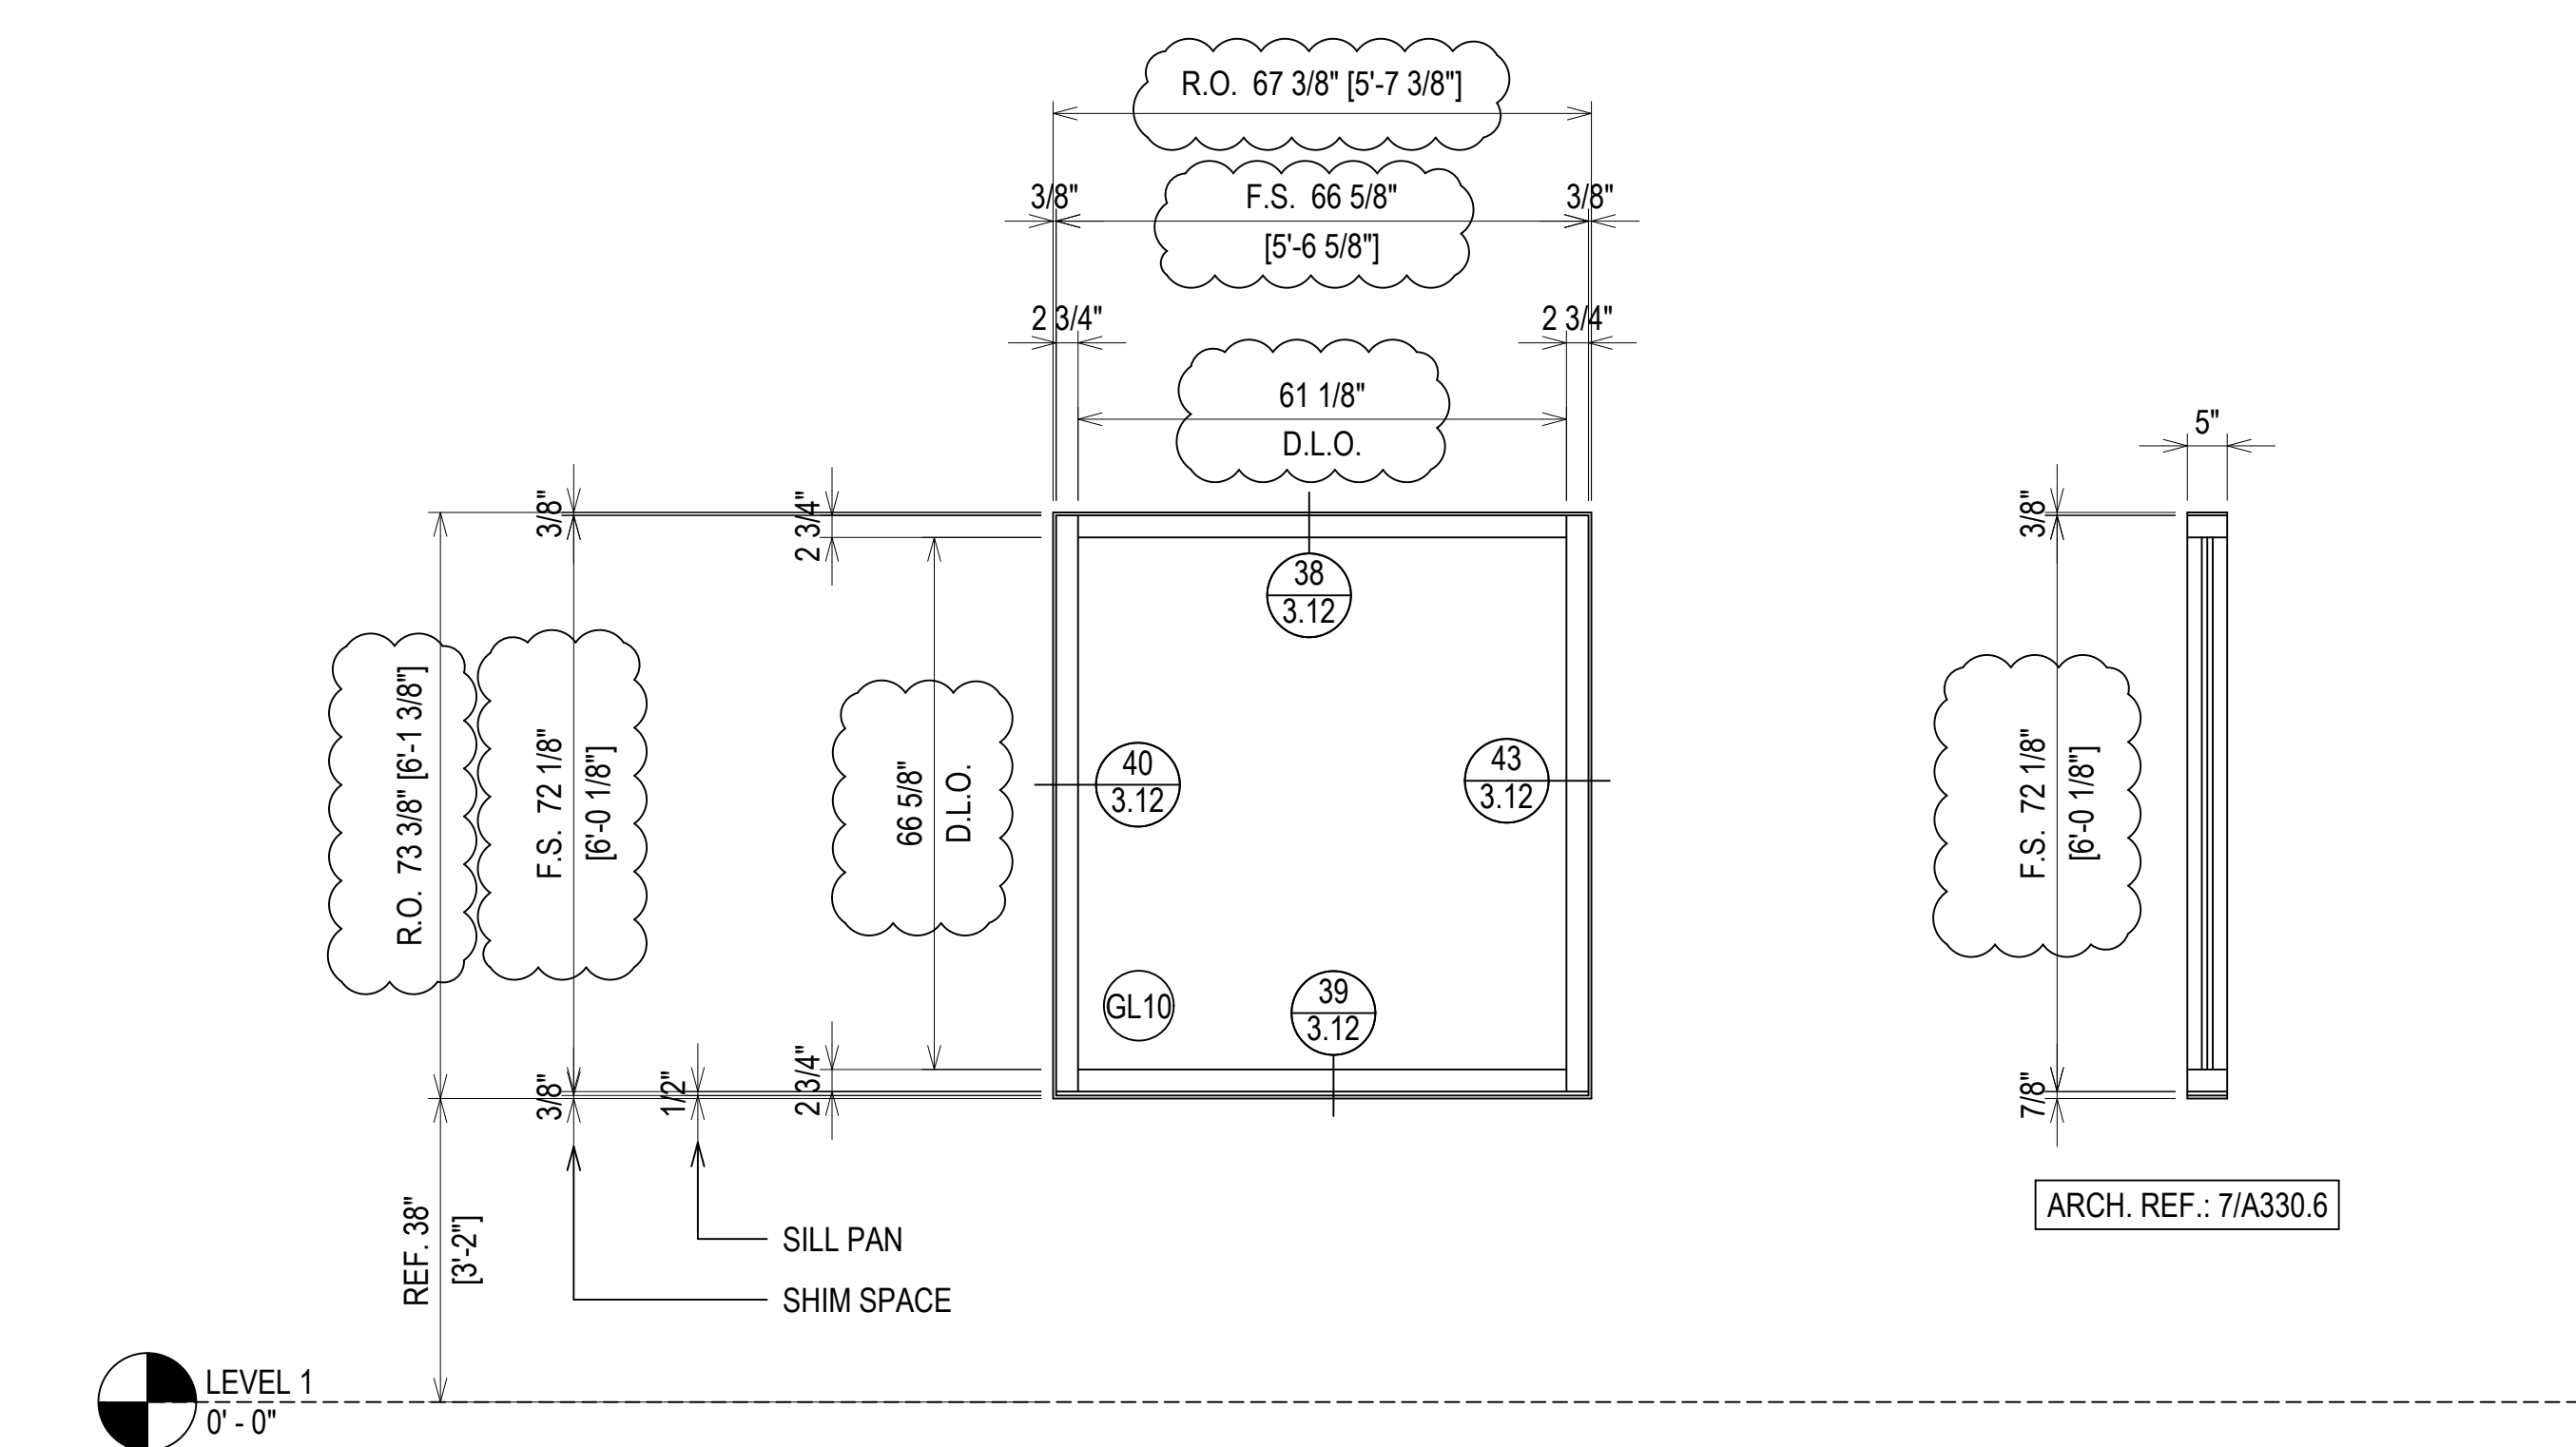 R.O.  67 3/8" [5'-7 3/8"]
3/8"
F.S.  66 5/8"
3/8"
[5'-6 5/8"]
2 3/4"
2 3/4"
61 1/8"
D.L.O.
5"
3/8"
2 3/4"
3/8"
38
3.12
R.O.  73 3/8" [6'-1 3/8"]
F.S.  72 1/8"
[6'-0 1/8"]
66 5/8"
D.L.O.
40
3.12
43
3.12
F.S.  72 1/8"
[6'-0 1/8"]
GL10
39
3.12
3/8"
1/2"
2 3/4"
7/8"
REF. 38"
[3'-2"]
SILL PAN
SHIM SPACE
ARCH. REF.: 7/A330.6
LEVEL 1
0' - 0"